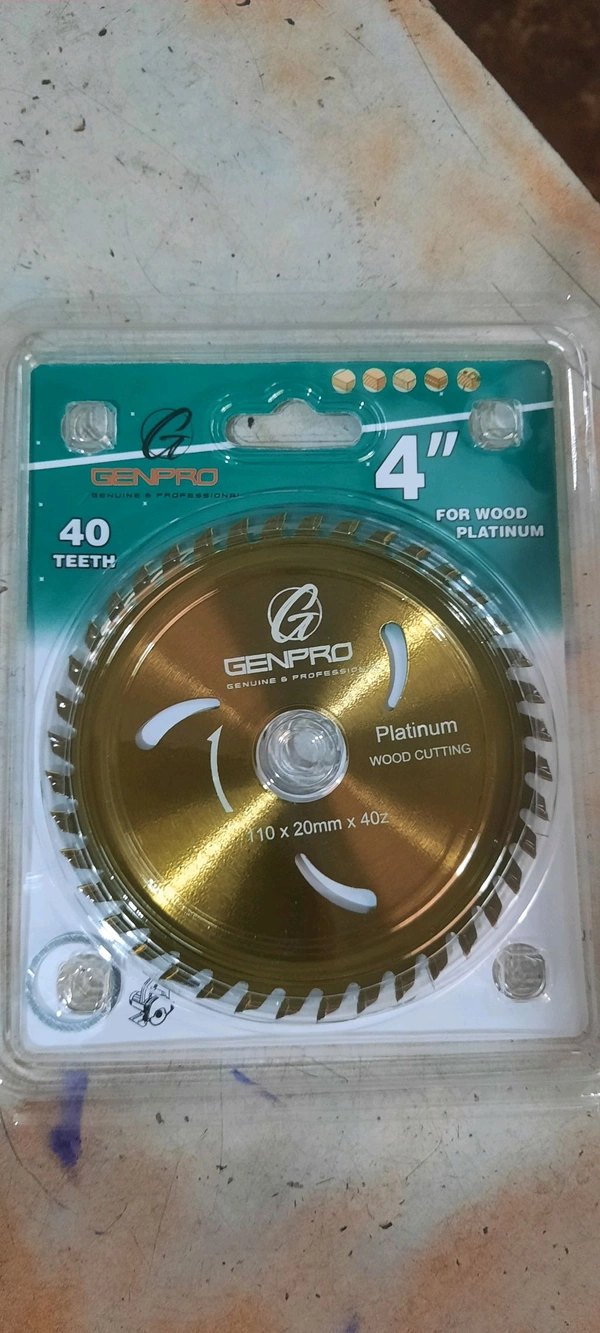 G
GENPRO
GENUINE & PROFESSIONAL
4"
FOR WOOD
PLATINUM
40
TEETH
G
GENPRO
GENUINE & PROFESSIONAL
Platinum
WOOD CUTTING
110 x 20mm x 40z